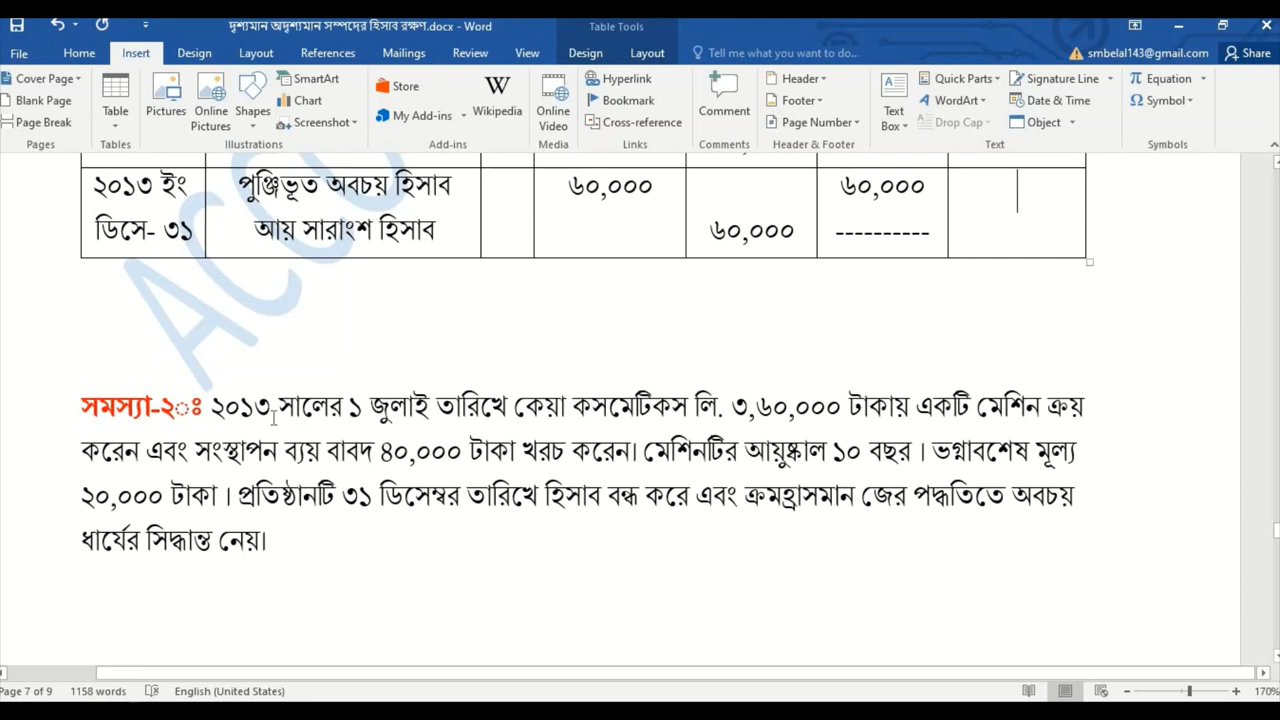 দৃশ্যমান অদৃশ্যমান সম্পদের হিসাব রক্ষণ.docx - Word
Table Tools
File Home Insert Design Layout References Mailings Review View Design Layout Tell me what you want to do... smbelal143@gmail.com Share
Cover Page
Blank Page
Page Break
Pages
Table
Tables
Pictures
Online Pictures
Shapes
SmartArt
Chart
Screenshot
Illustrations
Store
My Add-ins
Wikipedia
Add-ins
Online Video
Media
Hyperlink
Bookmark
Cross-reference
Links
Comment
Comments
Header
Footer
Page Number
Header & Footer
Text Box
Quick Parts
WordArt
Drop Cap
Signature Line
Date & Time
Object
Text
Equation
Symbol
Symbols
২০১৩ ইং পুঞ্জিভূত অবচয় হিসাব ৬০,০০০ ৬০,০০০
ডিসে- ৩১ আয় সারাংশ হিসাব ৬০,০০০ ----------
ACCO
সমস্যা-২ঃ ২০১৩ সালের ১ জুলাই তারিখে কেয়া কসমেটিকস লি. ৩,৬০,০০০ টাকায় একটি মেশিন ক্রয়
করেন এবং সংস্থাপন ব্যয় বাবদ ৪০,০০০ টাকা খরচ করেন। মেশিনটির আয়ুষ্কাল ১০ বছর । ভগ্নাবশেষ মূল্য
২০,০০০ টাকা । প্রতিষ্ঠানটি ৩১ ডিসেম্বর তারিখে হিসাব বন্ধ করে এবং ক্রমহ্রাসমান জের পদ্ধতিতে অবচয়
ধার্যের সিদ্ধান্ত নেয়।
Page 7 of 9 1158 words English (United States) 170%